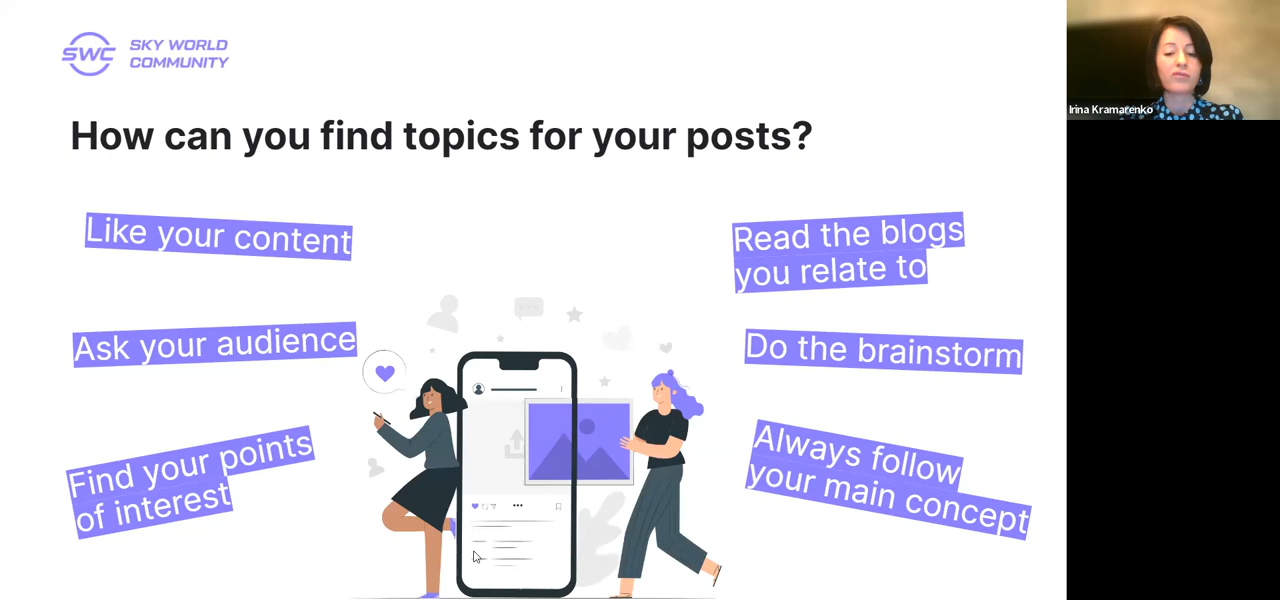 SWC
SKY WORLD
COMMUNITY
Irina Kramarenko
How can you find topics for your posts?
Like your content
Ask your audience
Find your points
of interest
Read the blogs
you relate to
Do the brainstorm
Always follow
your main concept